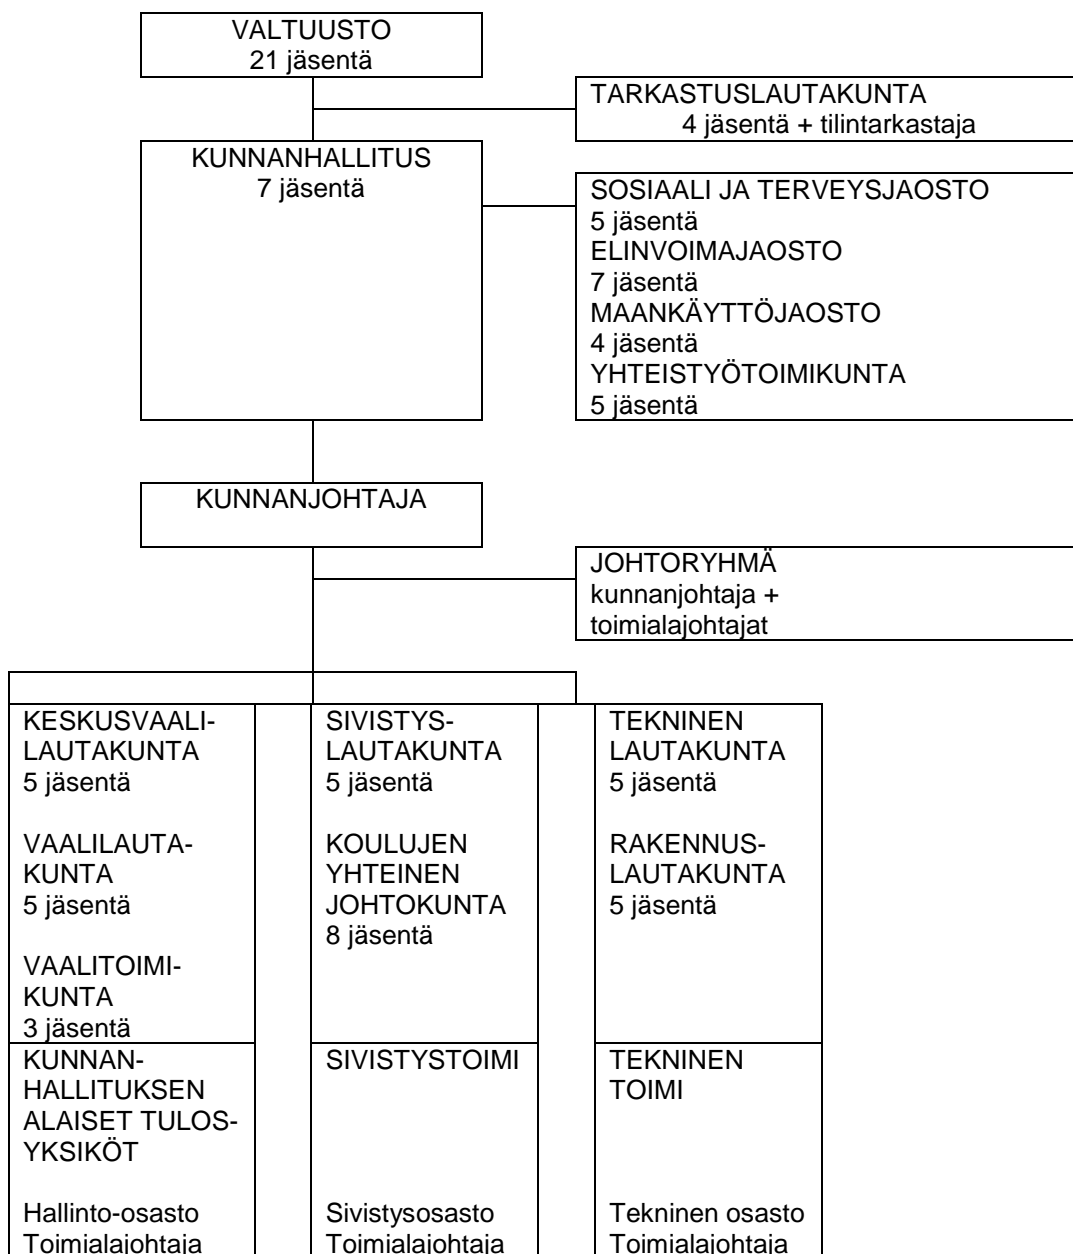 VALTUUSTO
21 jäsentä
TARKASTUSLAUTAKUNTA
4 jäsentä + tilintarkastaja
KUNNANHALLITUS
7 jäsentä
SOSIAALI JA TERVEYSJAOSTO
5 jäsentä
ELINVOIMAJAOSTO
7 jäsentä
MAANKÄYTTÖJAOSTO
4 jäsentä
YHTEISTYÖTOIMIKUNTA
5 jäsentä
KUNNANJOHTAJA
JOHTORYHMÄ
kunnanjohtaja +
toimialajohtajat
KESKUSVAALI-
LAUTAKUNTA
5 jäsentä
VAALILAUTA-
KUNTA
5 jäsentä
VAALITOIMI-
KUNTA
3 jäsentä
SIVISTYS-
LAUTAKUNTA
5 jäsentä
KOULUJEN
YHTEINEN
JOHTOKUNTA
8 jäsentä
TEKNINEN
LAUTAKUNTA
5 jäsentä
RAKENNUS-
LAUTAKUNTA
5 jäsentä
KUNNAN-
HALLITUKSEN
ALAISET TULOS-
YKSIKÖT
Hallinto-osasto
Toimialajohtaja
SIVISTYSTOIMI
Sivistysosasto
Toimialajohtaja
TEKNINEN
TOIMI
Tekninen osasto
Toimialajohtaja